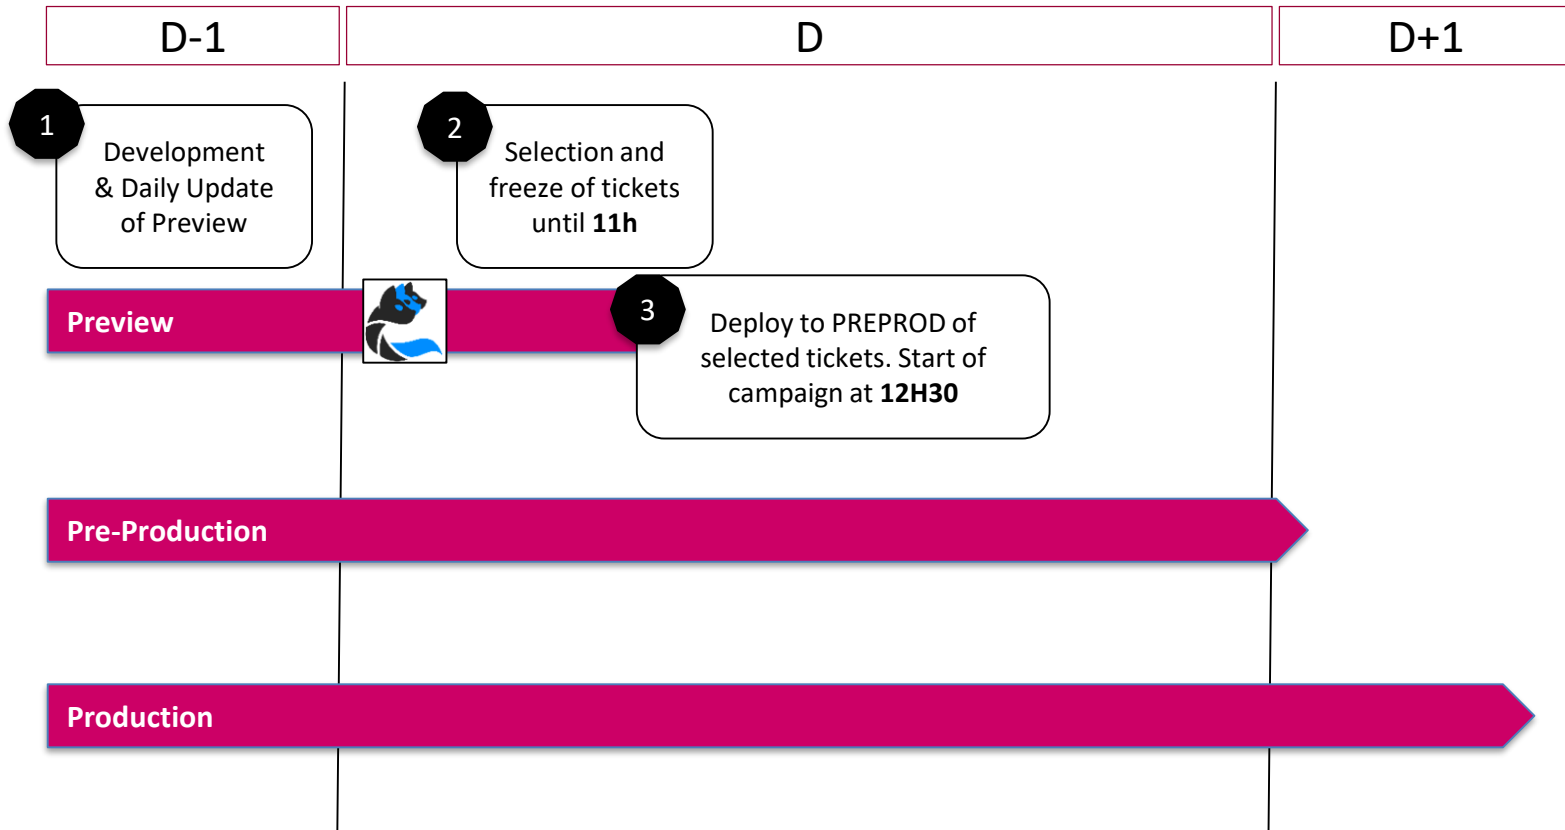 D-1
D
D+1
1
Development
& Daily Update
of Preview
2
Selection and
freeze of tickets
until 11h
Preview
3
Deploy to PREPROD of
selected tickets. Start of
campaign at 12H30
Pre-Production
Production